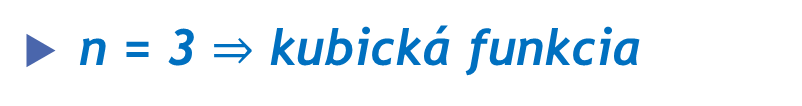 ▶ n = 3 ⇒ kubická funkcia